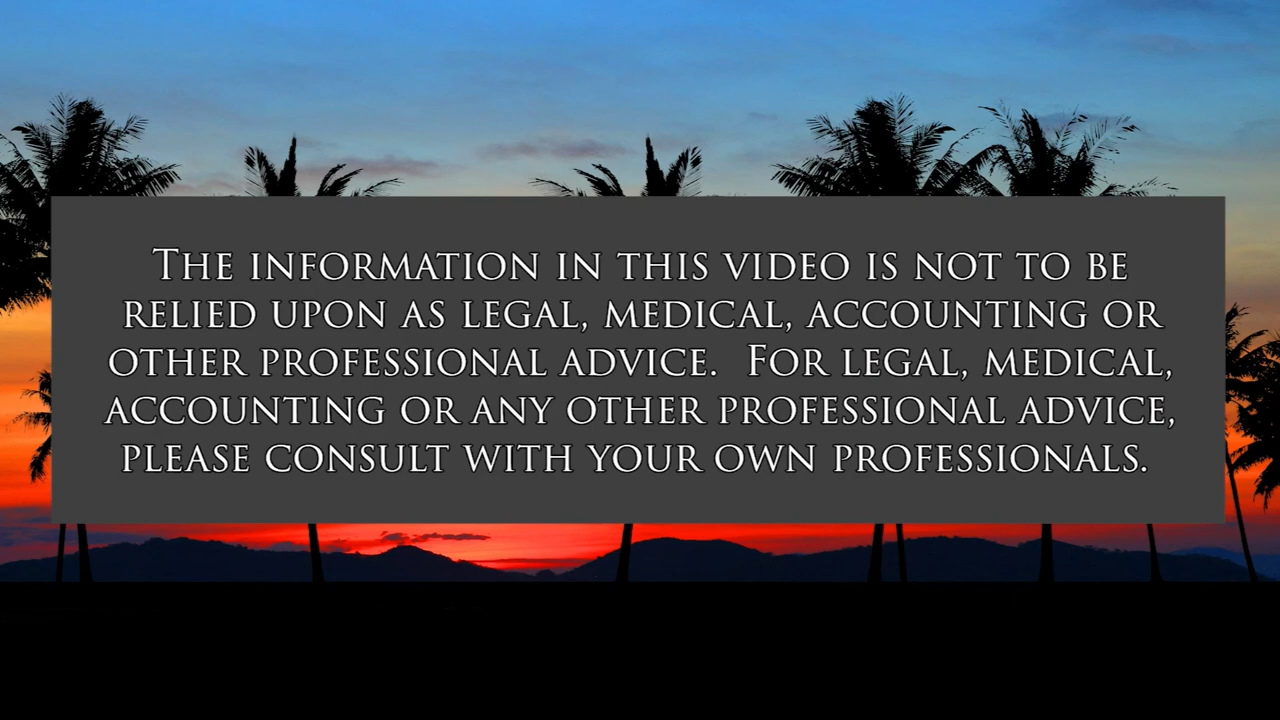 The information in this video is not to be
relied upon as legal, medical, accounting or
other professional advice.  For legal, medical,
accounting or any other professional advice,
please consult with your own professionals.